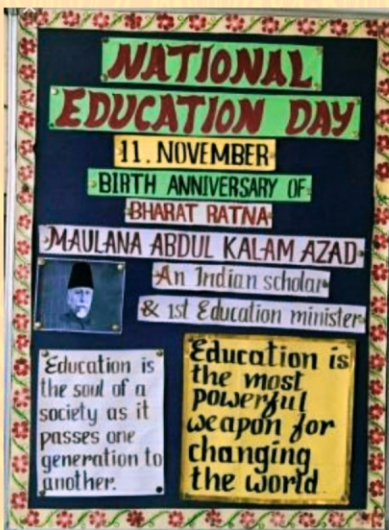 NATIONAL
EDUCATION DAY
11. NOVEMBER
BIRTH ANNIVERSARY OF
BHARAT RATNA
MAULANA ABDUL KALAM AZAD
An Indian scholar
& 1st Education minister
Education is
the soul of a
society as it
passes one
generation to
another.
Education is
the most
powerful
weapon for
changing
the world